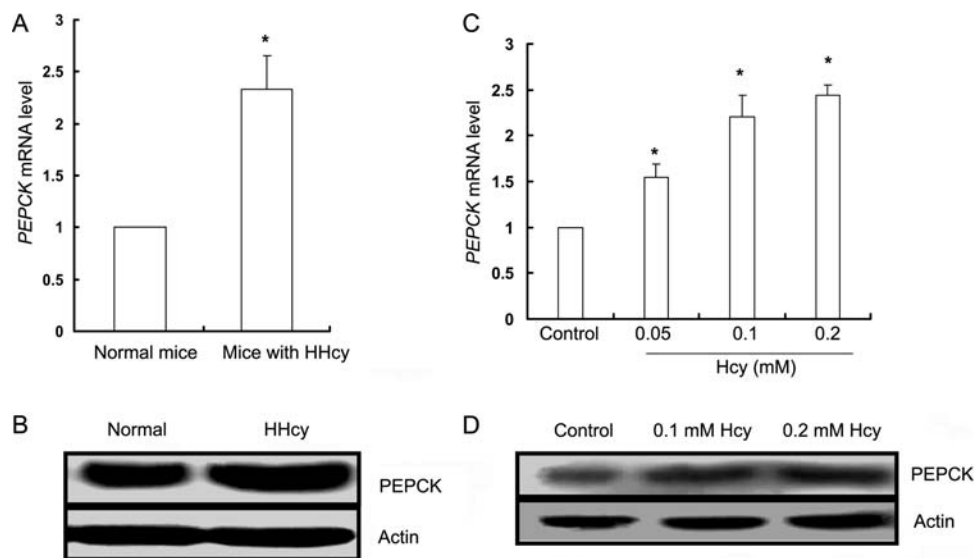 A
PEPCK mRNA level
3
2.5
2
1.5
1
0.5
0
*
Normal mice
Mice with HHcy
C
PEPCK mRNA level
3
2.5
2
1.5
1
0.5
0
*
*
*
Control
0.05
0.1
0.2
Hcy (mM)
B
Normal
HHcy
PEPCK
Actin
D
Control
0.1 mM Hcy
0.2 mM Hcy
PEPCK
Actin